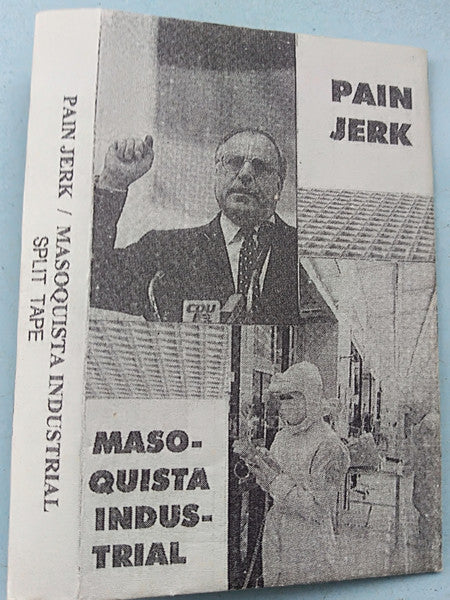 PAIN JERK / MASOQUISTA INDUSTRIAL
SPLIT TAPE
PAIN
JERK
CDU
MASO-
QUISTA
INDUS-
TRIAL